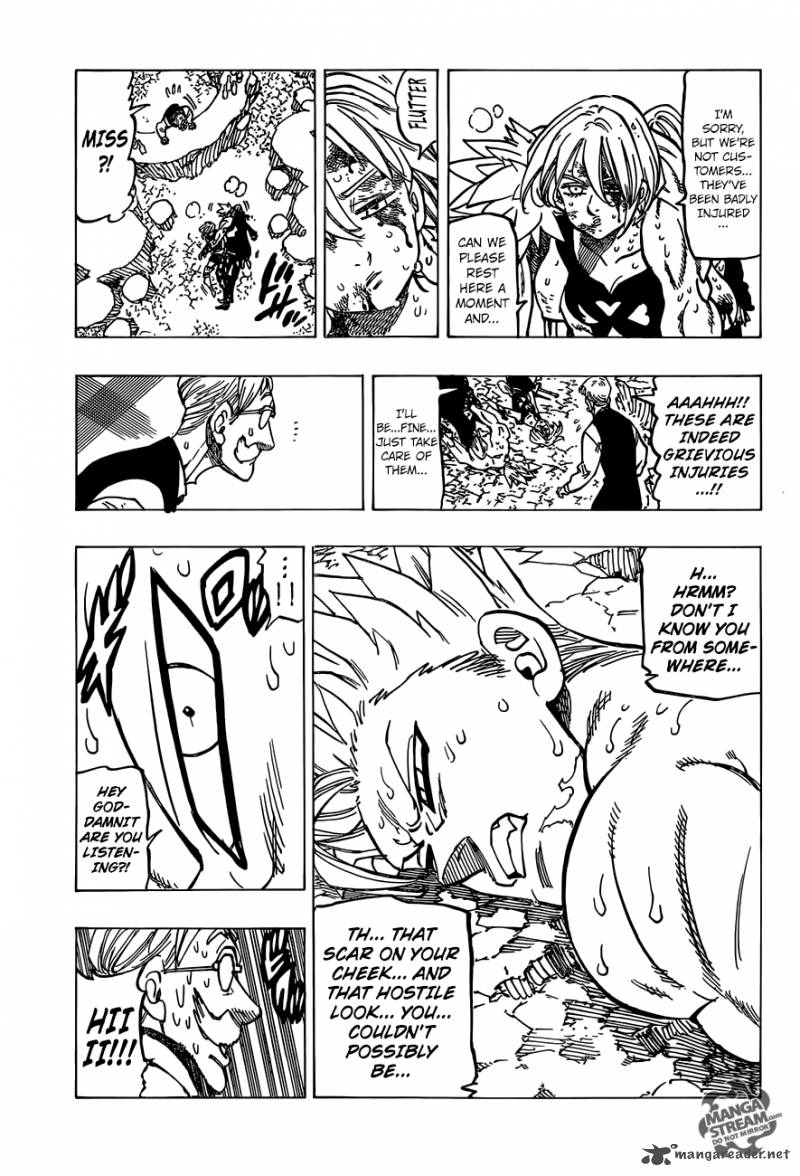 I'M
SORRY,
BUT WE'RE
NOT CUS-
TOMERS...
THEY'VE
BEEN BADLY
INJURED
...
CAN WE
PLEASE
REST
HERE A
MOMENT
AND...
FLUTTER
MISS
?!
AAAHHH!!
THESE ARE
INDEED
GRIEVIOUS
INJURIES
...!!
I'LL
BE...FINE...
JUST TAKE
CARE OF
THEM...
...
H...
HRMM?
DON'T I
KNOW YOU
FROM SOME-
WHERE...
TH... THAT
SCAR ON YOUR
CHEEK... AND
THAT HOSTILE
LOOK... YOU...
COULDN'T
POSSIBLY
BE...
...!!
HEY
GOD-
DAMNIT
ARE YOU
LISTEN-
ING?!
HII
II!!!
MANGA
STREAM.COM
DO NOT MIRROR
mangareader.net